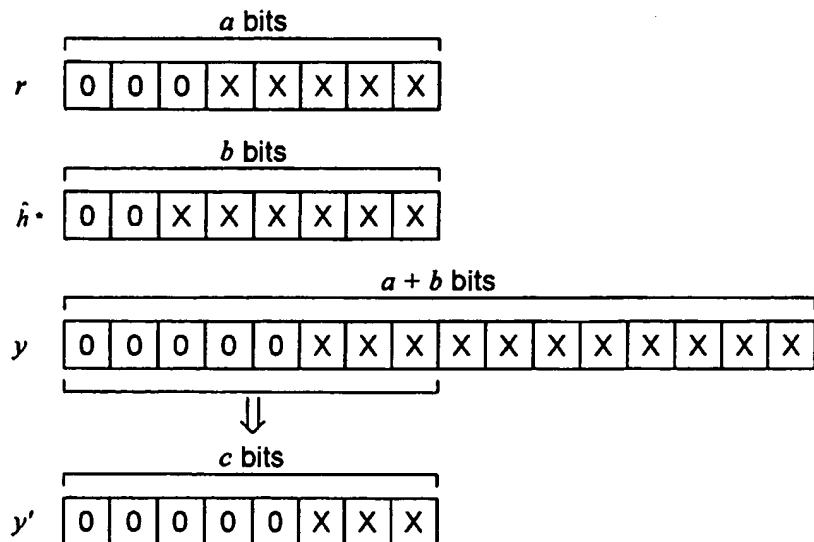 a bits
r 0 0 0 X X X X X
b bits
ĥ* 0 0 X X X X X X
a + b bits
y 0 0 0 0 0 X X X X X X X X X X X
c bits
y' 0 0 0 0 0 X X X